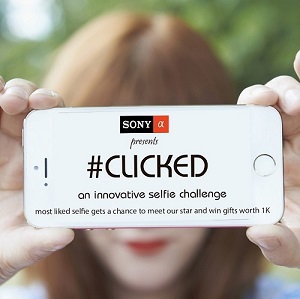 SONY α
presents
#CLICKED
an innovative selfie challenge
most liked selfie gets a chance to meet our star and win gifts worth 1K